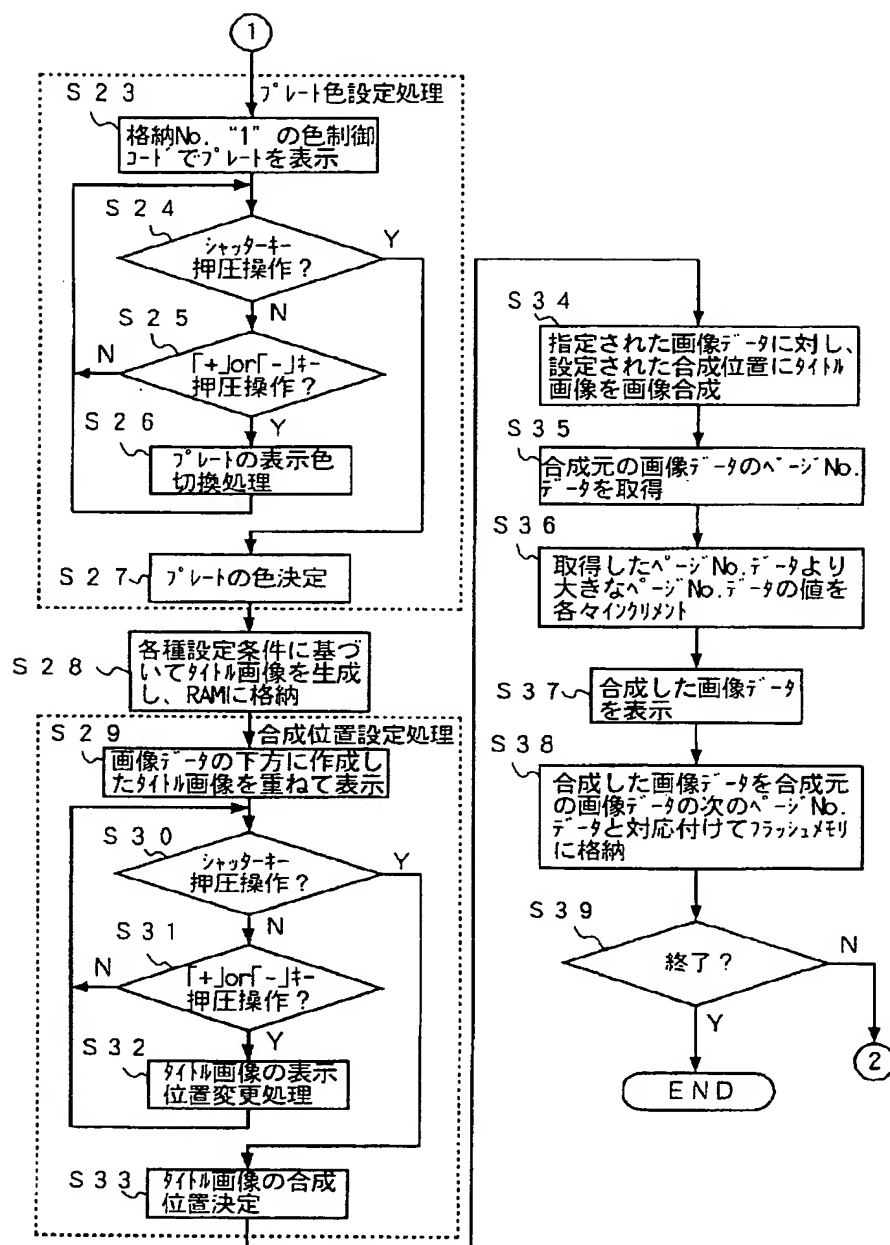 1
S23
プレート色設定処理
格納No. "1" の色制御
コードでプレートを表示
S24
シャッターキー
押圧操作?
Y
N
S25
「+」or「-」キー
押圧操作?
N
Y
S26
プレートの表示色
切換処理
S27
プレートの色決定
S28
各種設定条件に基づ
いてタイトル画像を生成
し、RAMに格納
S29
合成位置設定処理
画像データの下方に作成し
たタイトル画像を重ねて表示
S30
シャッターキー
押圧操作?
Y
N
S31
「+」or「-」キー
押圧操作?
N
Y
S32
タイトル画像の表示
位置変更処理
S33
タイトル画像の合成
位置決定
S34
指定された画像データに対し、
設定された合成位置にタイトル
画像を画像合成
S35
合成元の画像データのページNo.
データを取得
S36
取得したページNo.データより
大きなページNo.データの値を
各々インクリメント
S37
合成した画像データ
を表示
S38
合成した画像データを合成元
の画像データの次のページNo.
データと対応付けてフラッシュメモリ
に格納
S39
終了?
N
Y
2
END